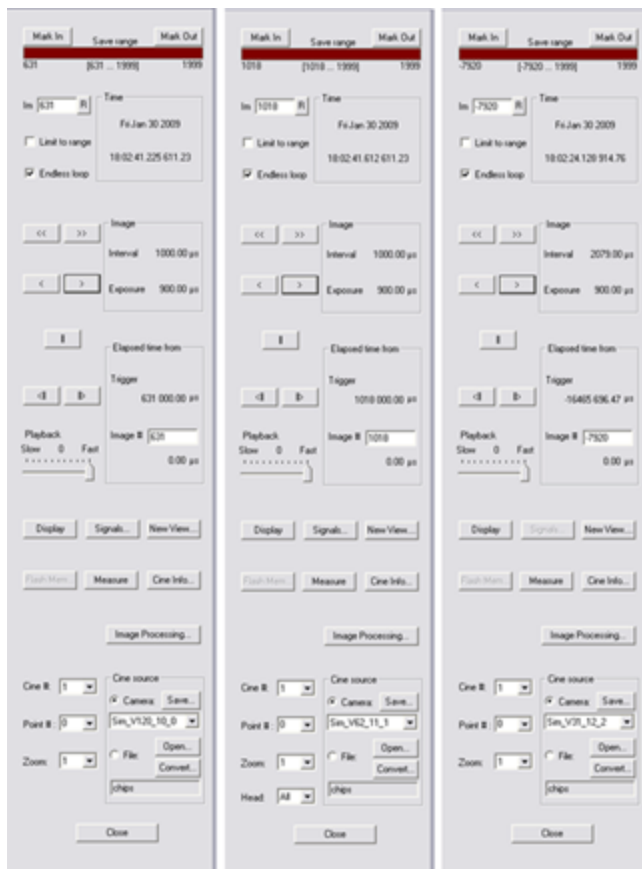 Mark In Save range Mark Out
631 [631 ... 1999] 1999
Im 631 R
Time
Fri Jan 30 2009
Limit to range
18:02:41.225 611.23
Endless loop
Image
<< >>
Interval 1000.00 µs
< >
Exposure 900.00 µs
Elapsed time from
Trigger
631 000.00 µs
Playback
Slow 0 Fast
Image #: 631
0.00 µs
Display Signals... New View...
Flash Mem... Measure Cine Info...
Image Processing...
Cine #: 1
Cine source
Camera: Save...
Point #: 0
Sim_V120_10_0
Zoom: 1
File: Open...
Convert...
chips
Close
Mark In Save range Mark Out
1018 [1018 ... 1999] 1999
Im 1018 R
Time
Fri Jan 30 2009
Limit to range
18:02:41.612 611.23
Endless loop
Image
<< >>
Interval 1000.00 µs
< >
Exposure 900.00 µs
Elapsed time from
Trigger
1018 000.00 µs
Playback
Slow 0 Fast
Image #: 1018
0.00 µs
Display Signals... New View...
Flash Mem... Measure Cine Info...
Image Processing...
Cine #: 1
Cine source
Camera: Save...
Point #: 0
Sim_V62_11_1
Zoom: 1
File: Open...
Convert...
Head: All
chips
Close
Mark In Save range Mark Out
-7920 [-7920 ... 1999] 1999
Im -7920 R
Time
Fri Jan 30 2009
Limit to range
18:02:24.128 914.76
Endless loop
Image
<< >>
Interval 2079.00 µs
< >
Exposure 900.00 µs
Elapsed time from
Trigger
-16465 696.47 µs
Playback
Slow 0 Fast
Image #: -7920
0.00 µs
Display Signals... New View...
Flash Mem... Measure Cine Info...
Image Processing...
Cine #: 1
Cine source
Camera: Save...
Point #: 0
Sim_V31_12_2
Zoom: 1
File: Open...
Convert...
chips
Close